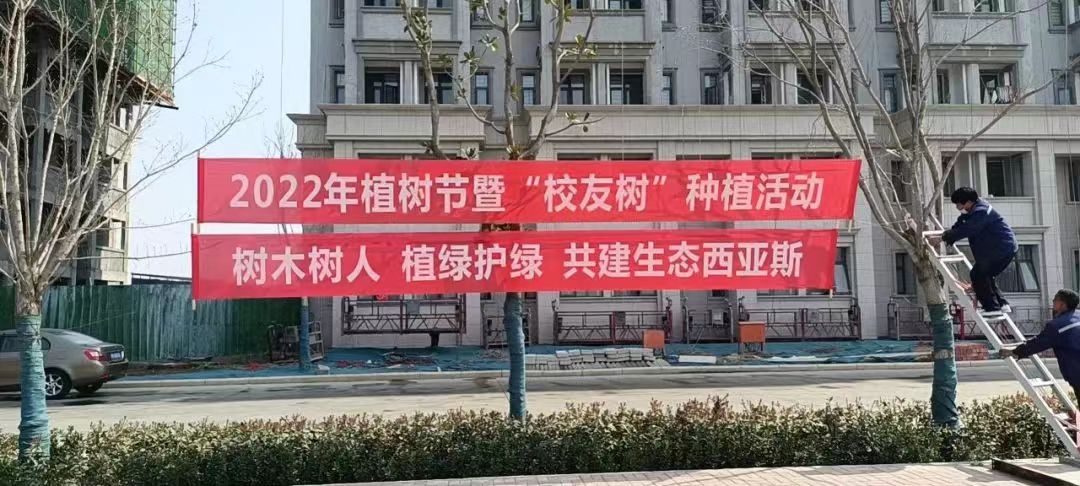 2022年植树节暨“校友树”种植活动
树木树人 植绿护绿 共建生态西亚斯